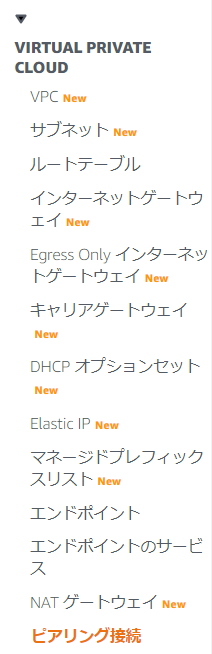 VIRTUAL PRIVATE
CLOUD
VPC New
サブネット New
ルートテーブル
インターネットゲートウ
ェイ New
Egress Only インターネッ
トゲートウェイ New
キャリアゲートウェイ
New
DHCP オプションセット
New
Elastic IP New
マネージドプレフィック
スリスト New
エンドポイント
エンドポイントのサービ
ス
NAT ゲートウェイ New
ピアリング接続